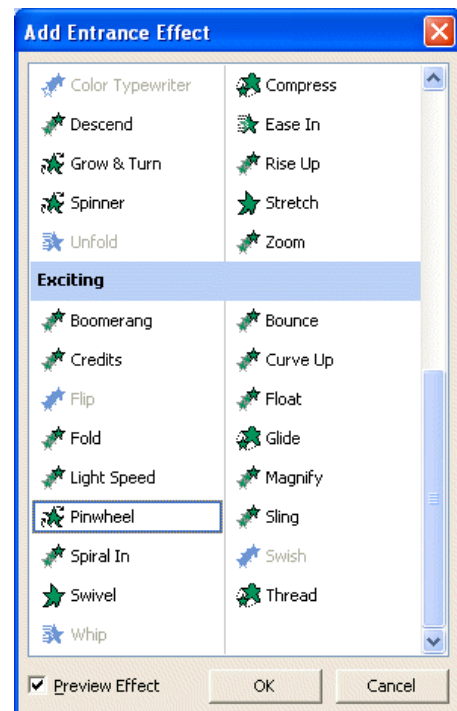 Add Entrance Effect
Color Typewriter Compress
Descend Ease In
Grow & Turn Rise Up
Spinner Stretch
Unfold Zoom
Exciting
Boomerang Bounce
Credits Curve Up
Flip Float
Fold Glide
Light Speed Magnify
Pinwheel Sling
Spiral In Swish
Swivel Thread
Whip
Preview Effect OK Cancel